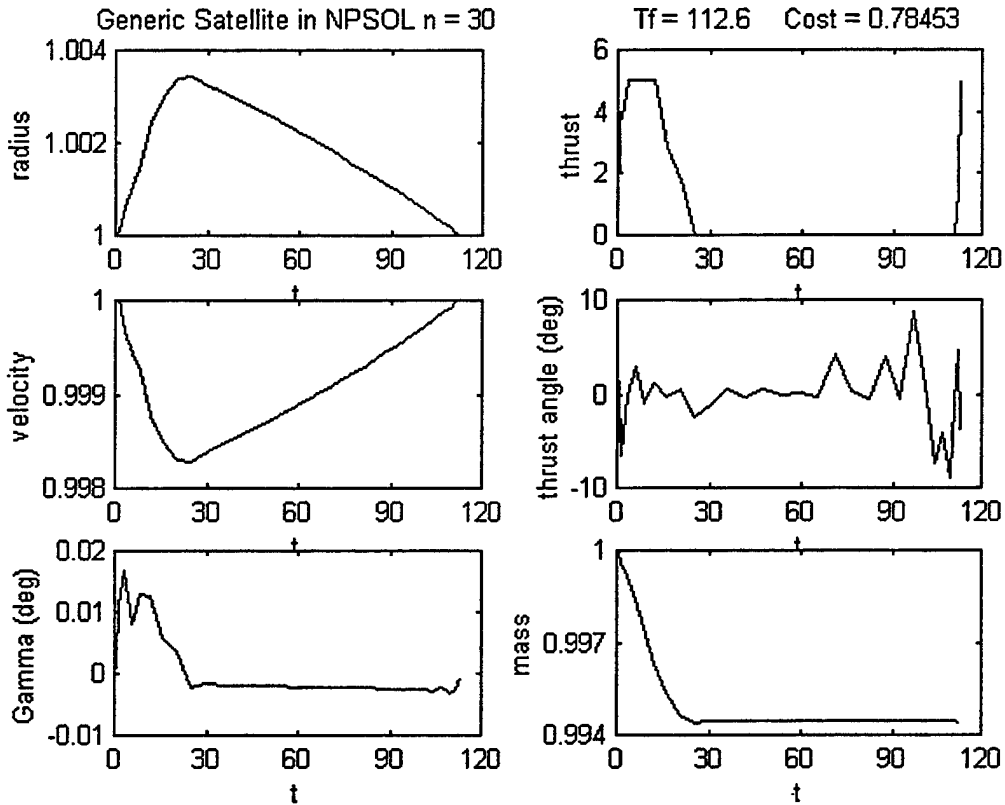 Generic Satellite in NPSOL n = 30
Tf = 112.6 Cost = 0.78453
1.004
1.002
1
radius
0 30 60 90 120
t
6
4
2
0
thrust
0 30 60 90 120
t
1
0.999
0.998
velocity
0 30 60 90 120
t
10
0
-10
thrust angle (deg)
0 30 60 90 120
t
0.02
0.01
0
-0.01
Gamma (deg)
0 30 60 90 120
t
1
0.997
0.994
mass
0 30 60 90 120
t